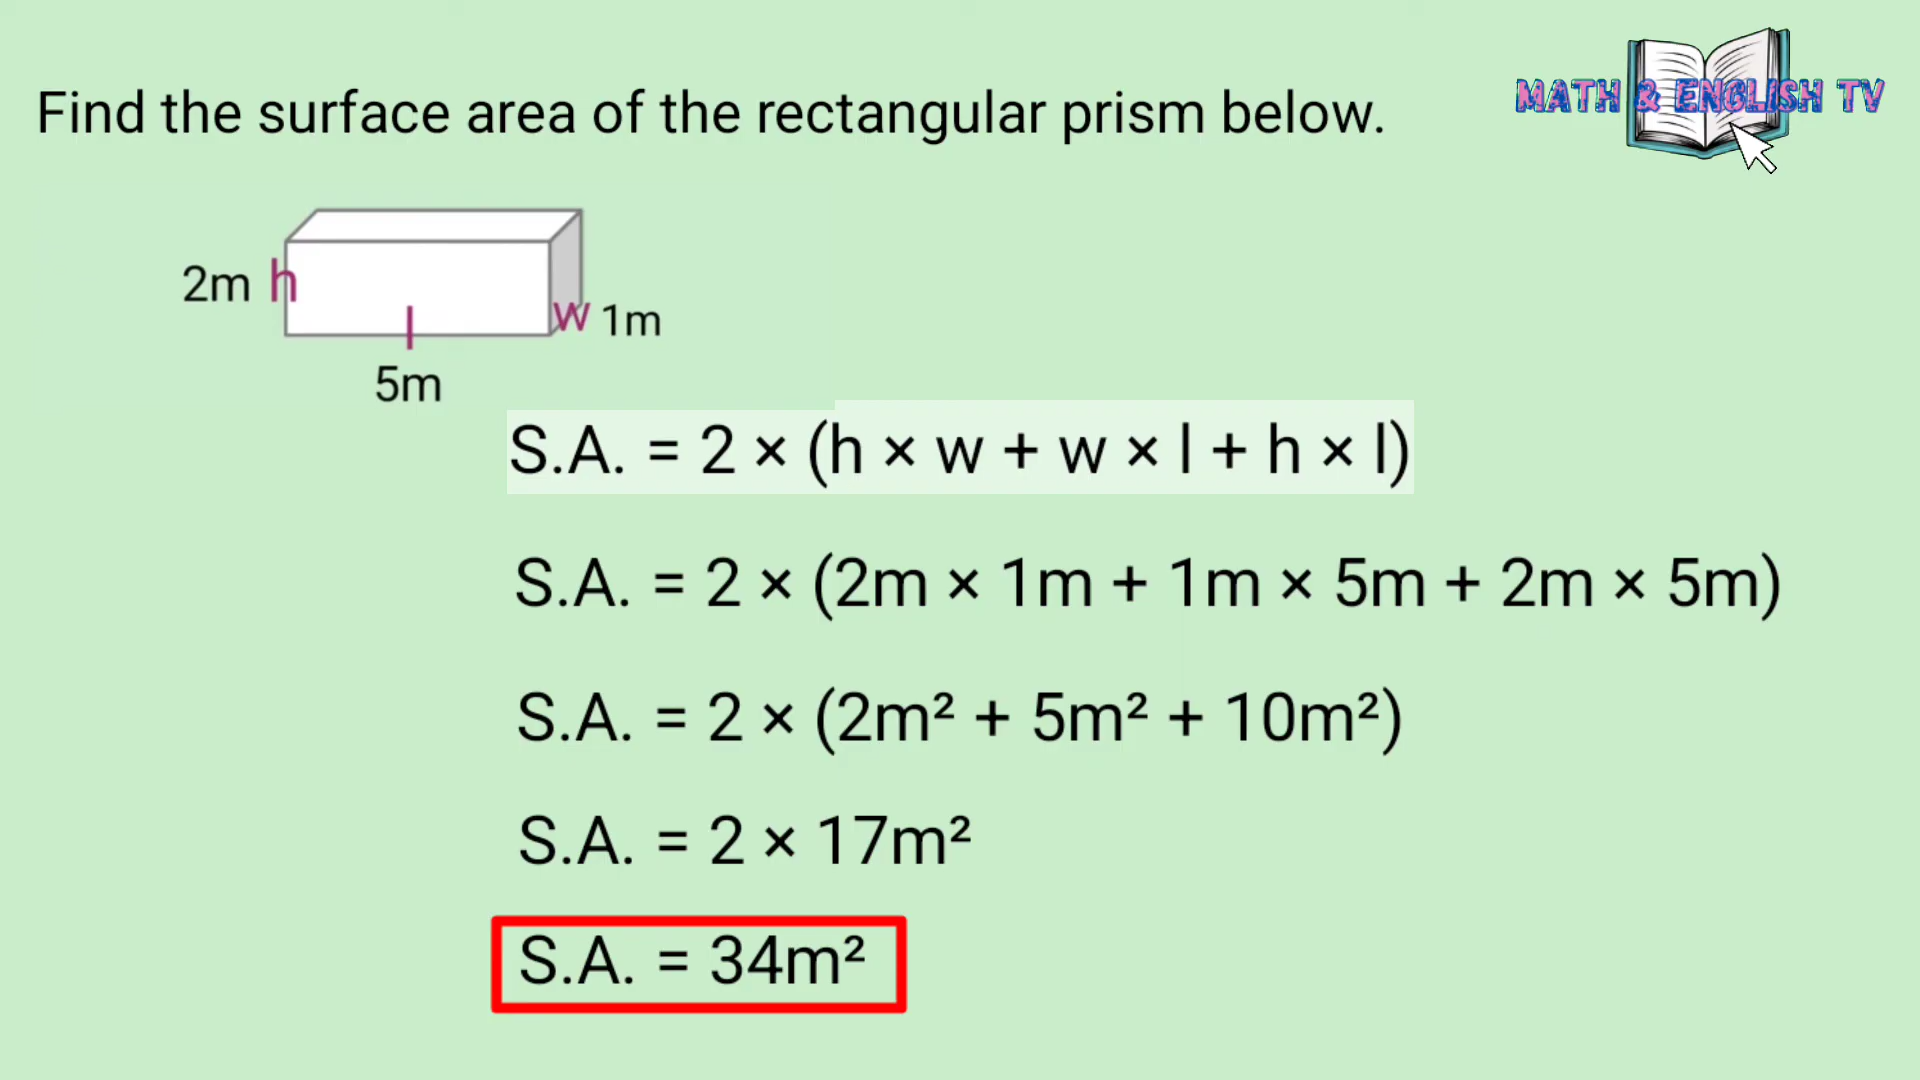 Find the surface area of the rectangular prism below.
MATH & ENGLISH TV
2m h
l
w 1m
5m
S.A. = 2 × (h × w + w × l + h × l)
S.A. = 2 × (2m × 1m + 1m × 5m + 2m × 5m)
S.A. = 2 × (2m² + 5m² + 10m²)
S.A. = 2 × 17m²
S.A. = 34m²